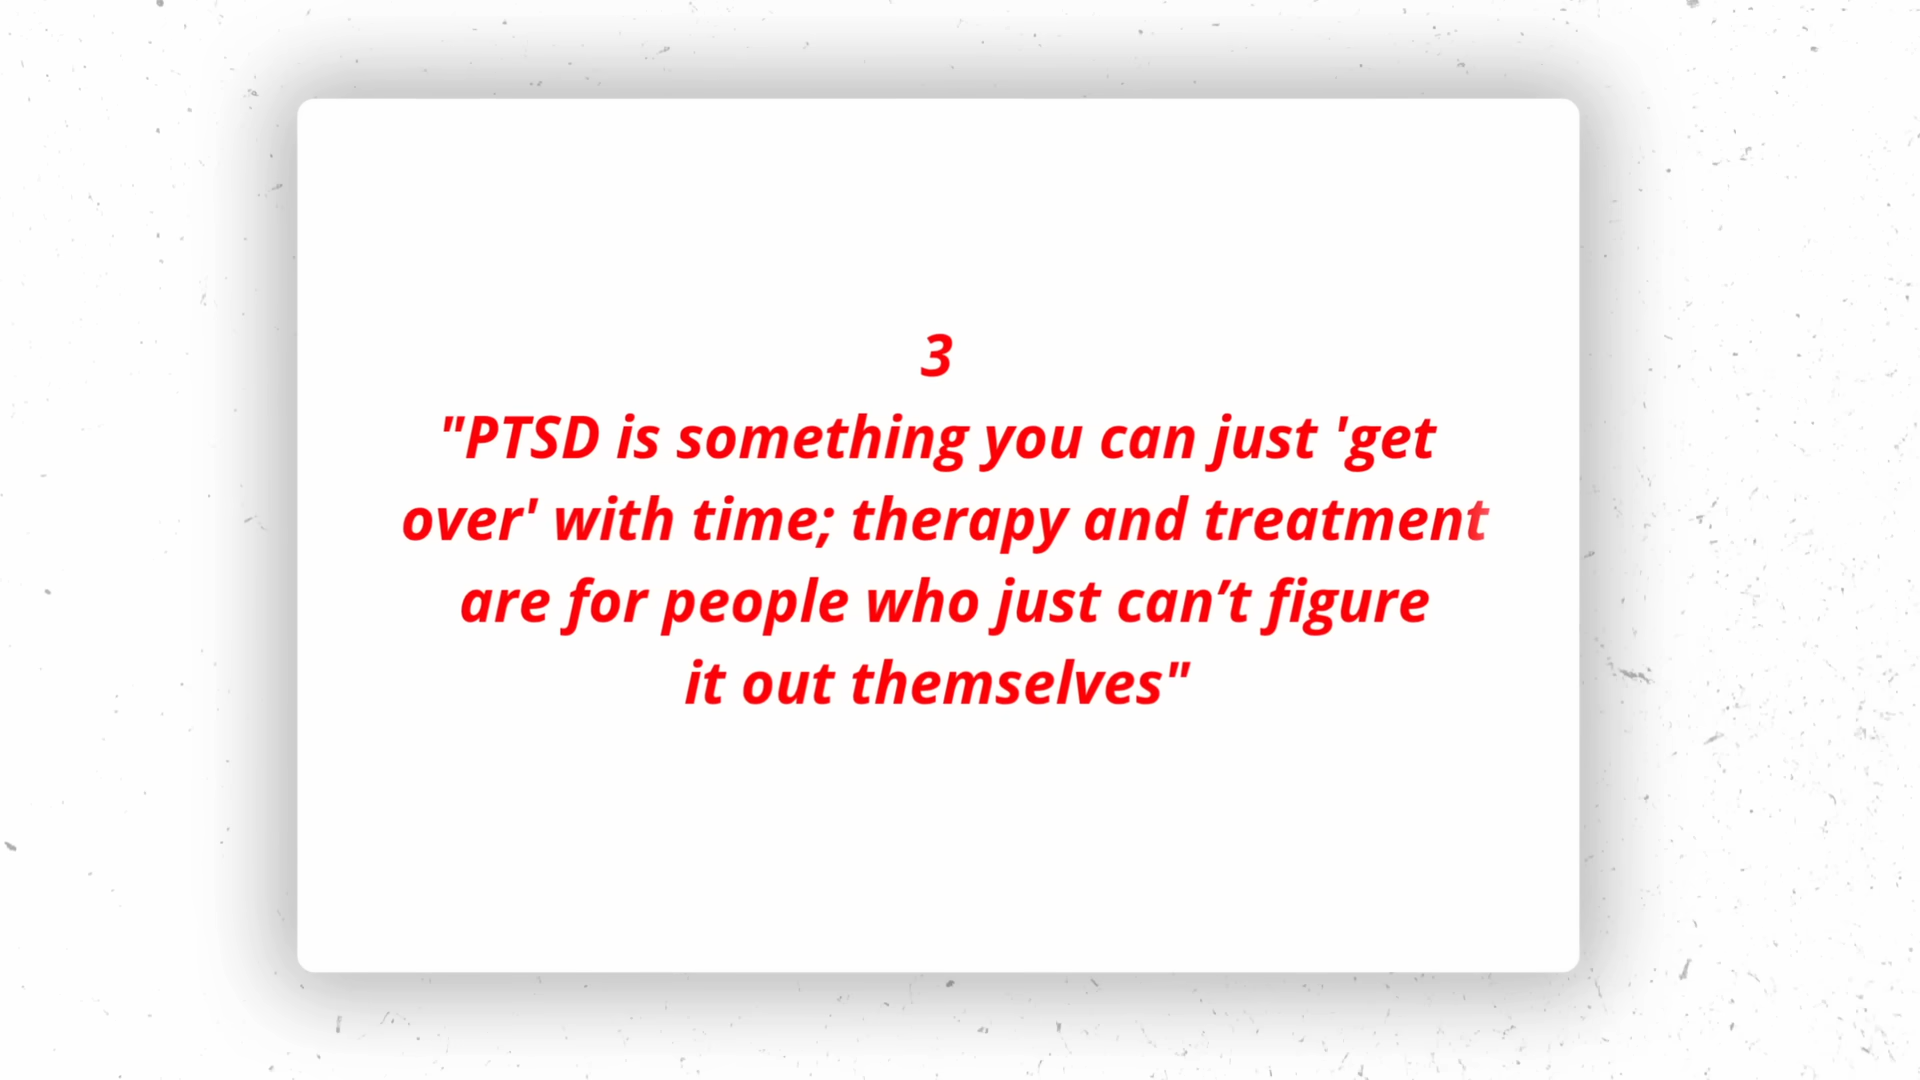 3
"PTSD is something you can just 'get
over' with time; therapy and treatment
are for people who just can’t figure
it out themselves"